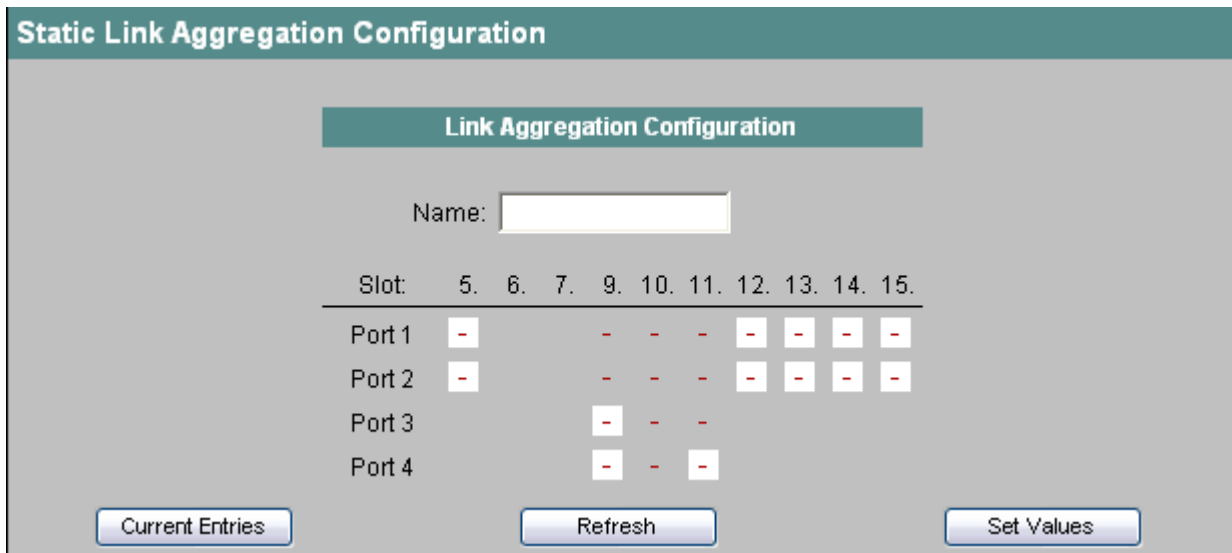 Static Link Aggregation Configuration
Link Aggregation Configuration
Name:
Slot: 5. 6. 7. 9. 10. 11. 12. 13. 14. 15.
Port 1 - - - - - - - -
Port 2 - - - - - - - -
Port 3 - - -
Port 4 - - -
Current Entries Refresh Set Values